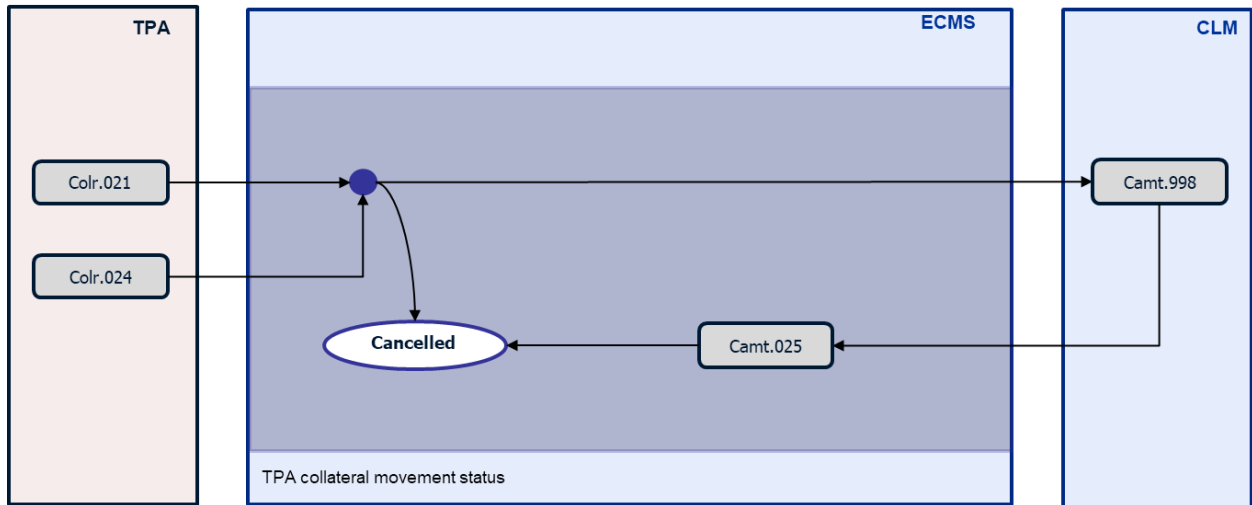 TPA
ECMS
CLM
Colr.021
Camt.998
Colr.024
Cancelled
Camt.025
TPA collateral movement status